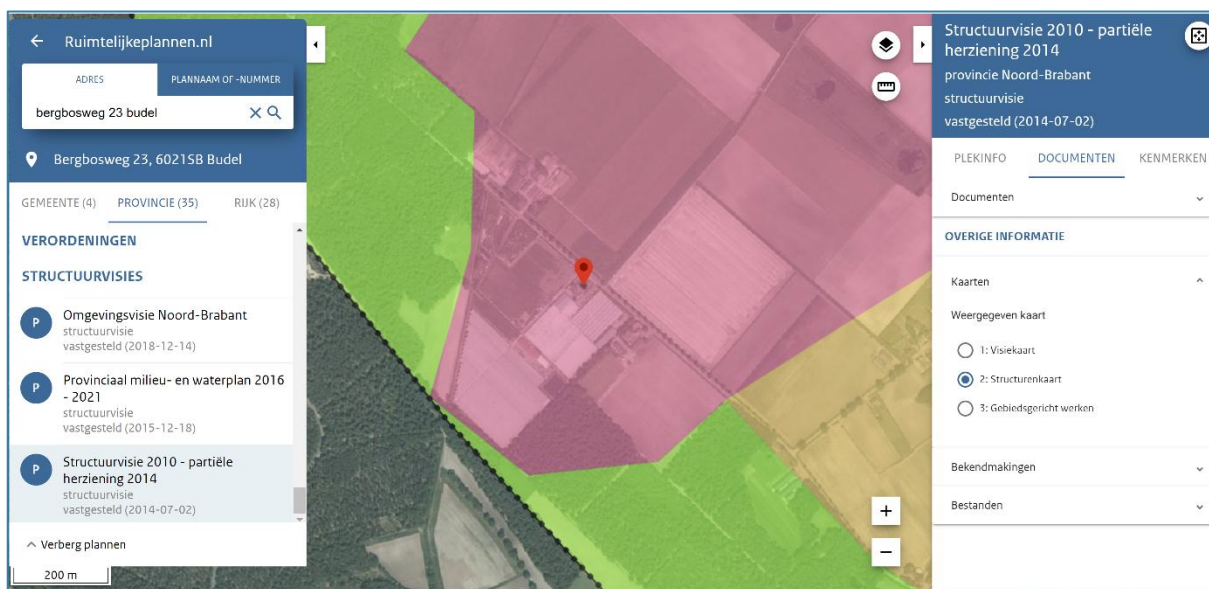 Ruimtelijkeplannen.nl
ADRES
PLANNAAM OF -NUMMER
bergbosweg 23 budel
Bergbosweg 23, 6021SB Budel
GEMEENTE (4)
PROVINCIE (35)
RIJK (28)
VERORDENINGEN
STRUCTUURVISIES
P
Omgevingsvisie Noord-Brabant
structuurvisie
vastgesteld (2018-12-14)
P
Provinciaal milieu- en waterplan 2016
- 2021
structuurvisie
vastgesteld (2015-12-18)
P
Structuurvisie 2010 - partiële
herziening 2014
structuurvisie
vastgesteld (2014-07-02)
Verberg plannen
200 m
Structuurvisie 2010 - partiële
herziening 2014
provincie Noord-Brabant
structuurvisie
vastgesteld (2014-07-02)
PLEKINFO
DOCUMENTEN
KENMERKEN
Documenten
OVERIGE INFORMATIE
Kaarten
Weergegeven kaart
1: Visiekaart
2: Structurenkaart
3: Gebiedsgericht werken
Bekendmakingen
Bestanden